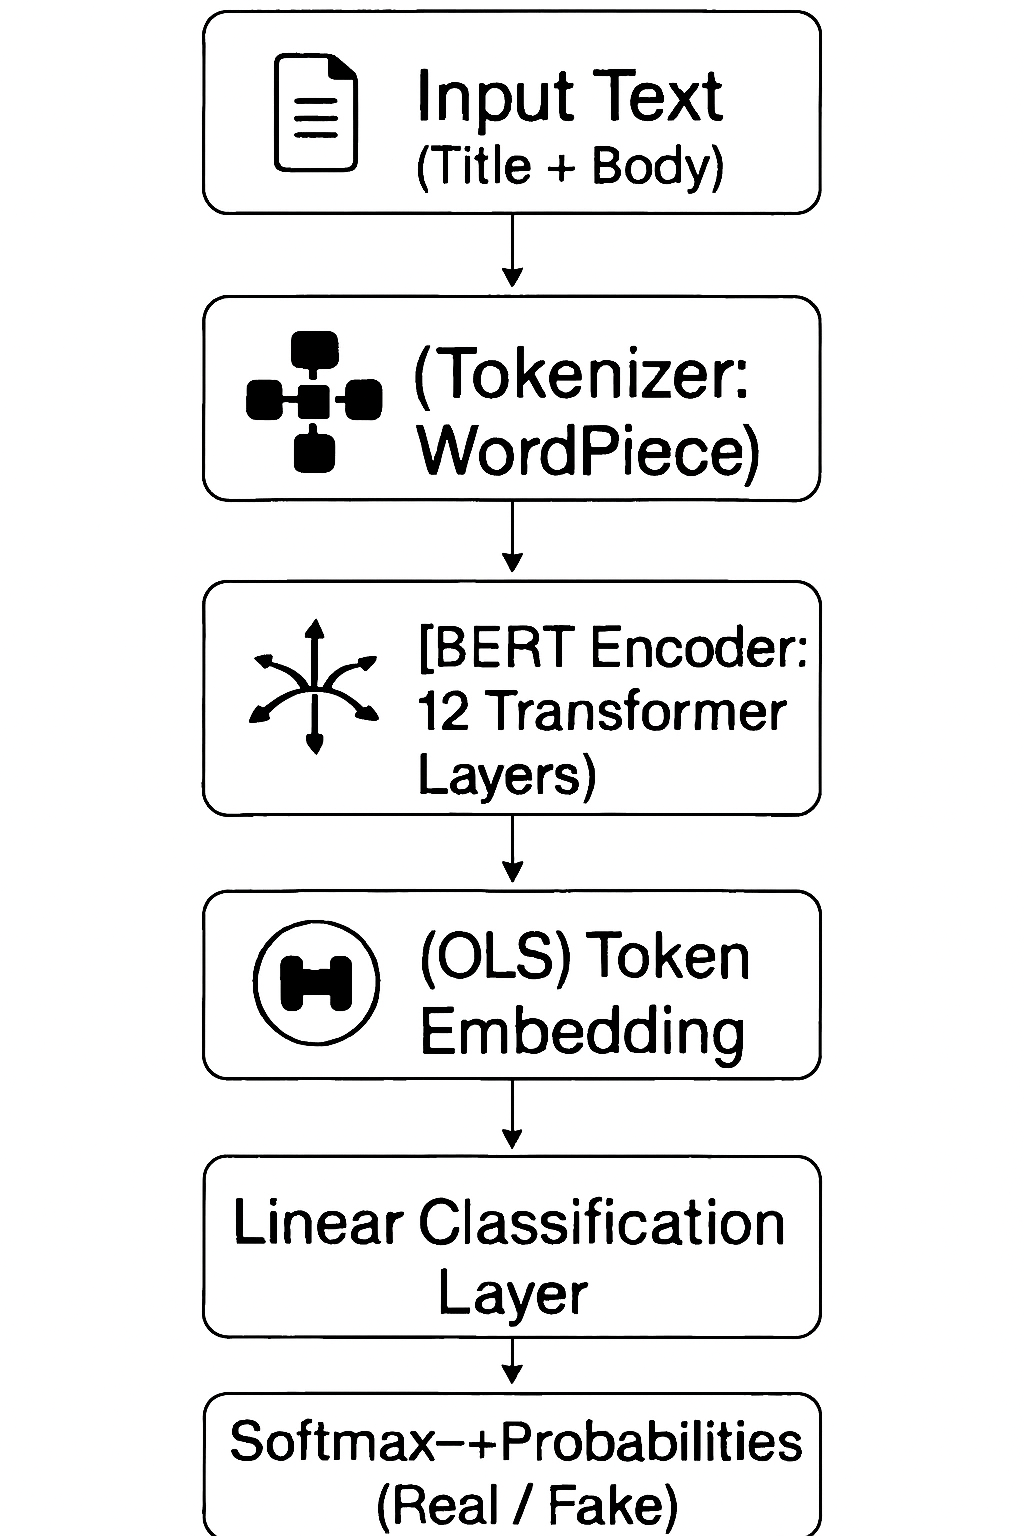 Input Text
(Title + Body)
(Tokenizer:
WordPiece)
[BERT Encoder:
12 Transformer
Layers)
(OLS) Token
Embedding
Linear Classification
Layer
Softmax–+Probabilities
(Real / Fake)